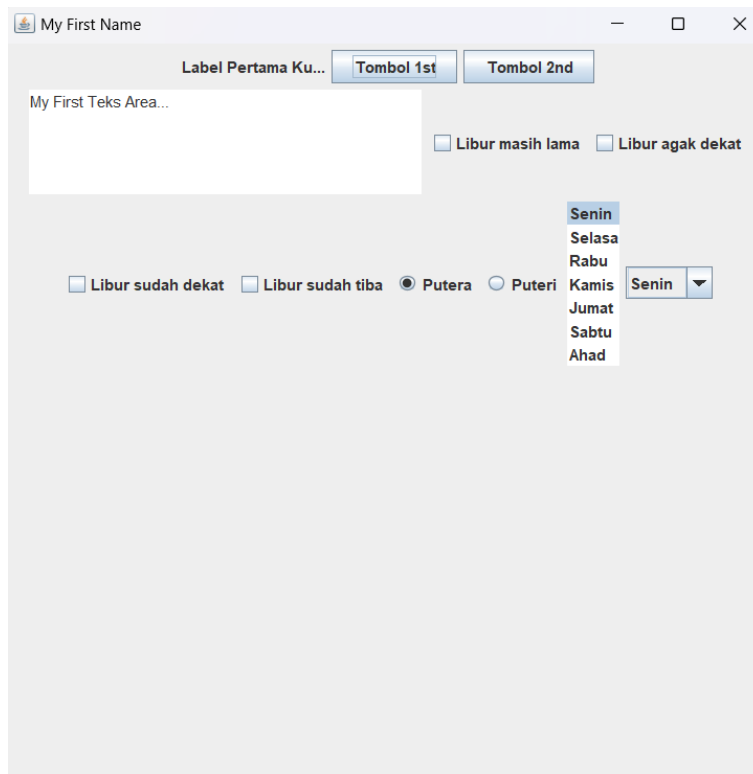 My First Name
Label Pertama Ku... Tombol 1st Tombol 2nd
My First Teks Area...
Libur masih lama Libur agak dekat
Libur sudah dekat Libur sudah tiba Putera Puteri
Senin
Selasa
Rabu
Kamis
Jumat
Sabtu
Ahad
Senin